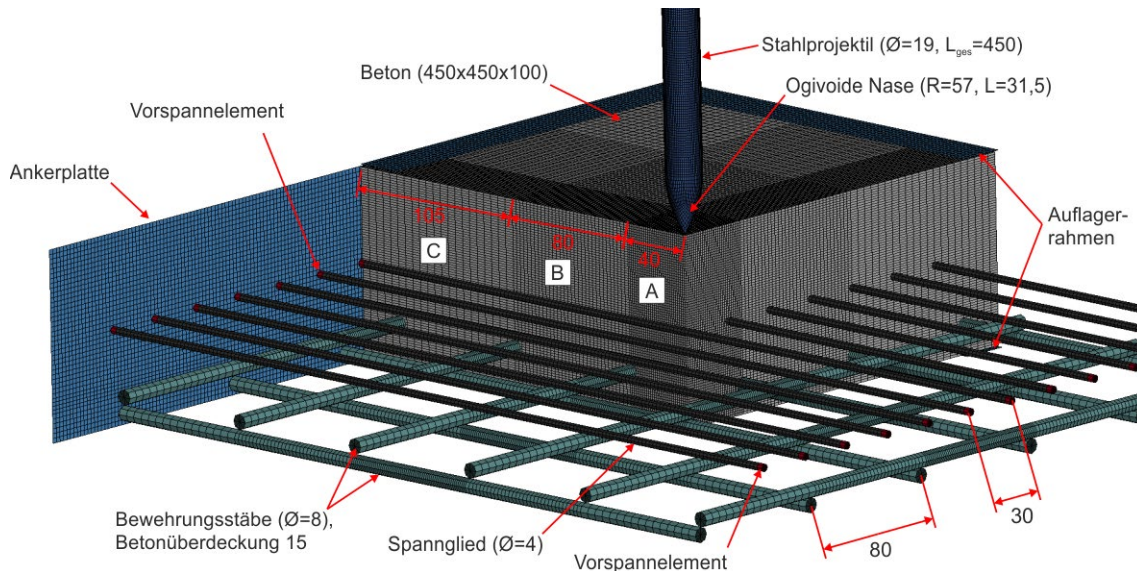 Stahlprojektil (Ø=19, Lges=450)
Beton (450x450x100)
Ogivoide Nase (R=57, L=31,5)
Vorspannelement
Ankerplatte
105
80
40
C
B
A
Auflager-
rahmen
Bewehrungsstäbe (Ø=8),
Betonüberdeckung 15
Spannglied (Ø=4)
Vorspannelement
80
30